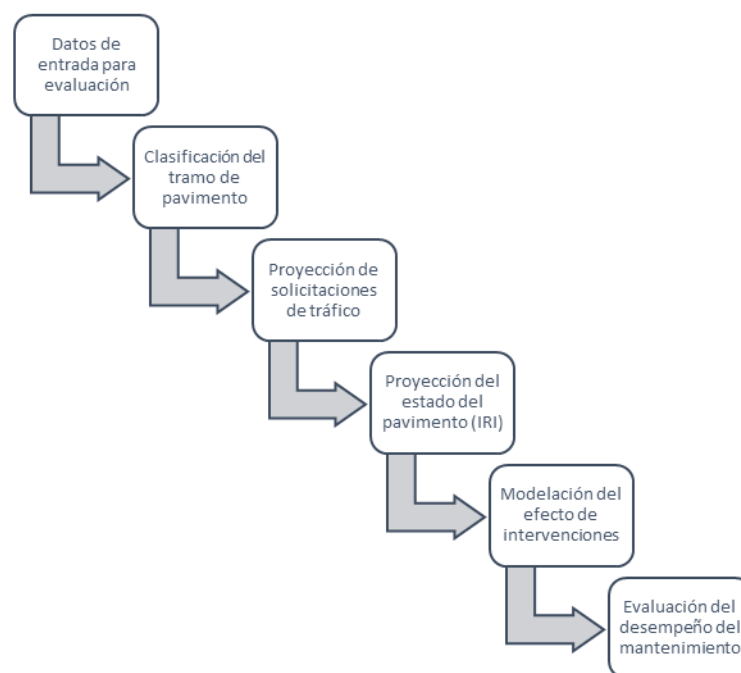 Datos de
entrada para
evaluación
Clasificación del
tramo de
pavimento
Proyección de
solicitaciones
de tráfico
Proyección del
estado del
pavimento (IRI)
Modelación del
efecto de
intervenciones
Evaluación del
desempeño del
mantenimiento